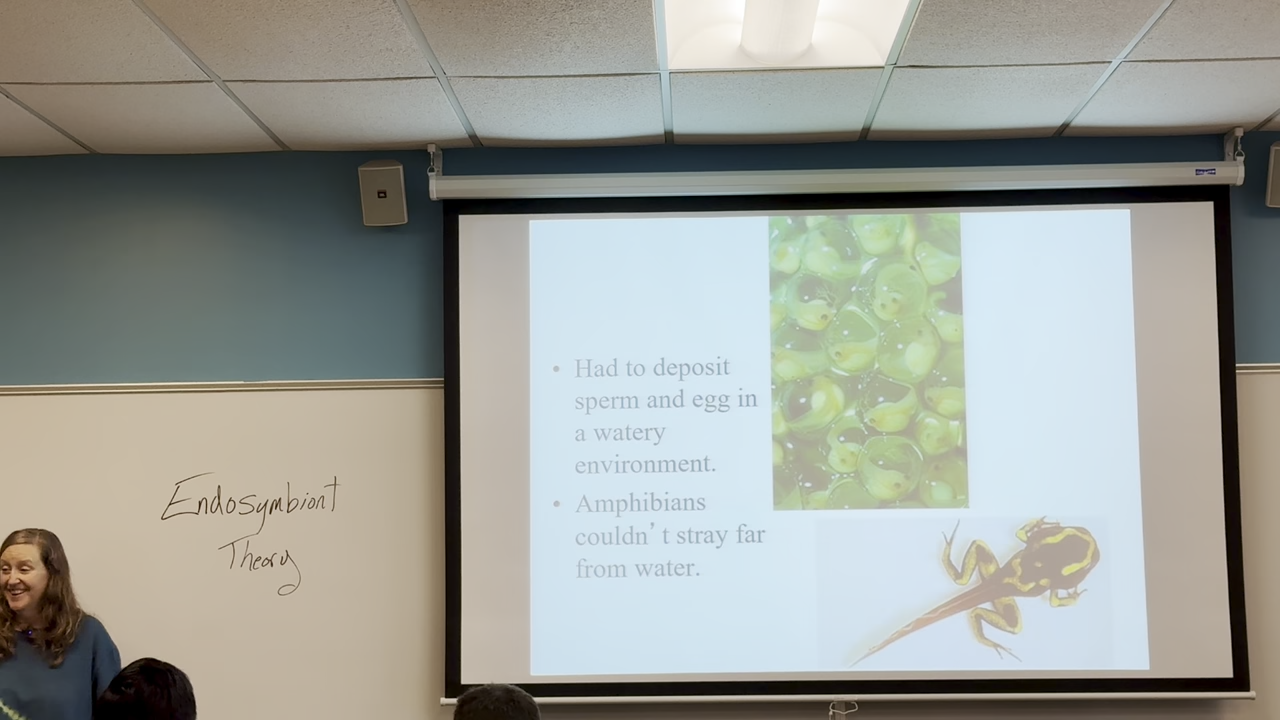 Endosymbiont
Theory
• Had to deposit
sperm and egg in
a watery
environment.
• Amphibians
couldn’t stray far
from water.